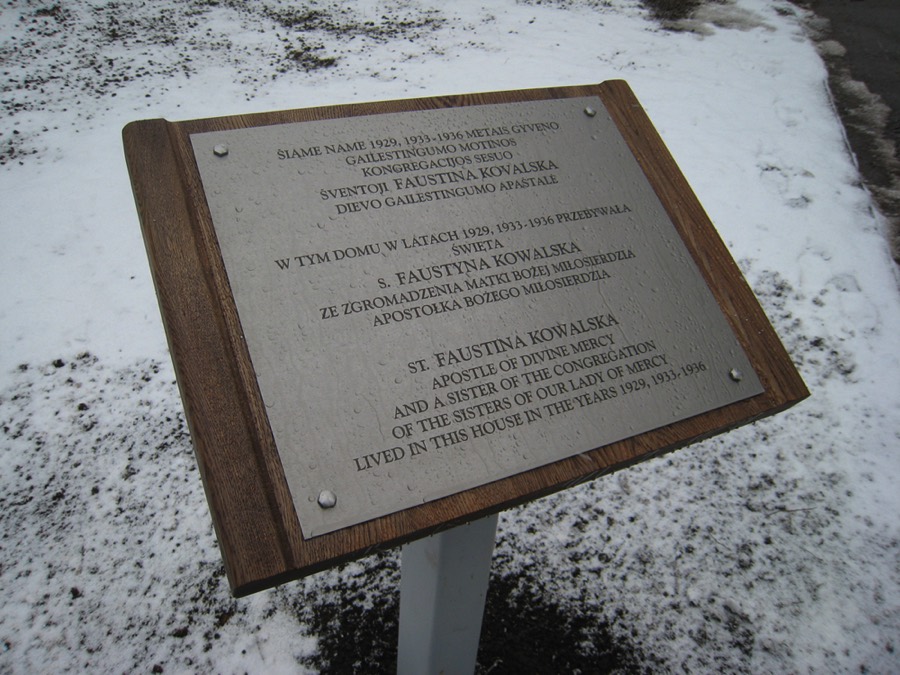 ŠIAME NAME 1929, 1933-1936 METAIS GYVENO
GAILESTINGUMO MOTINOS
KONGREGACIJOS SESUO
ŠVENTOJI FAUSTINA KOVALSKA
DIEVO GAILESTINGUMO APAŠTALĖ
W TYM DOMU W LATACH 1929, 1933-1936 PRZEBYWAŁA
ŚWIĘTA
S. FAUSTYNA KOWALSKA
ZE ZGROMADZENIA MATKI BOŻEJ MIŁOSIERDZIA
APOSTOŁKA BOŻEGO MIŁOSIERDZIA
ST. FAUSTINA KOWALSKA
APOSTLE OF DIVINE MERCY
AND A SISTER OF THE CONGREGATION
OF THE SISTERS OF OUR LADY OF MERCY
LIVED IN THIS HOUSE IN THE YEARS 1929, 1933-1936